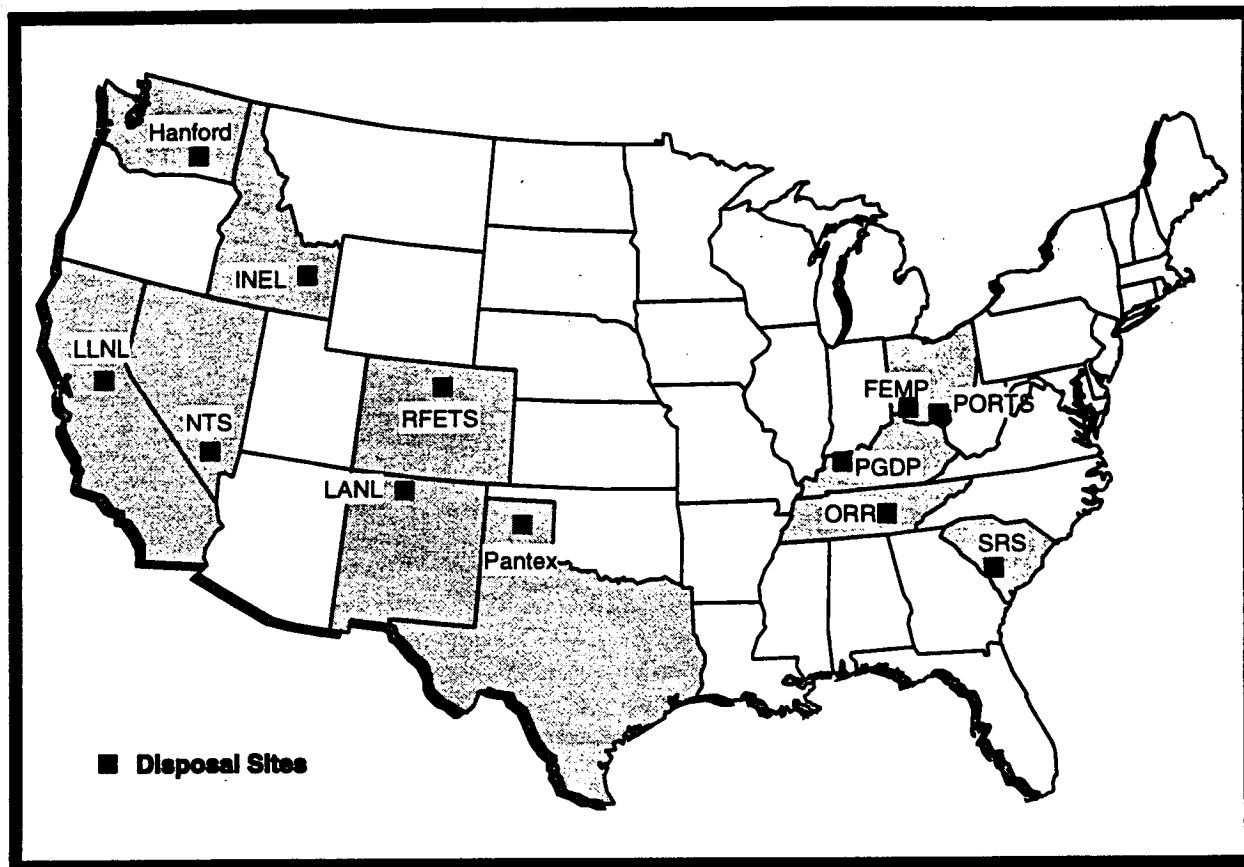 Hanford
INEL
LLNL
NTS
RFETS
LANL
Pantex
FEMP
PORTS
PGDP
ORR
SRS
Disposal Sites